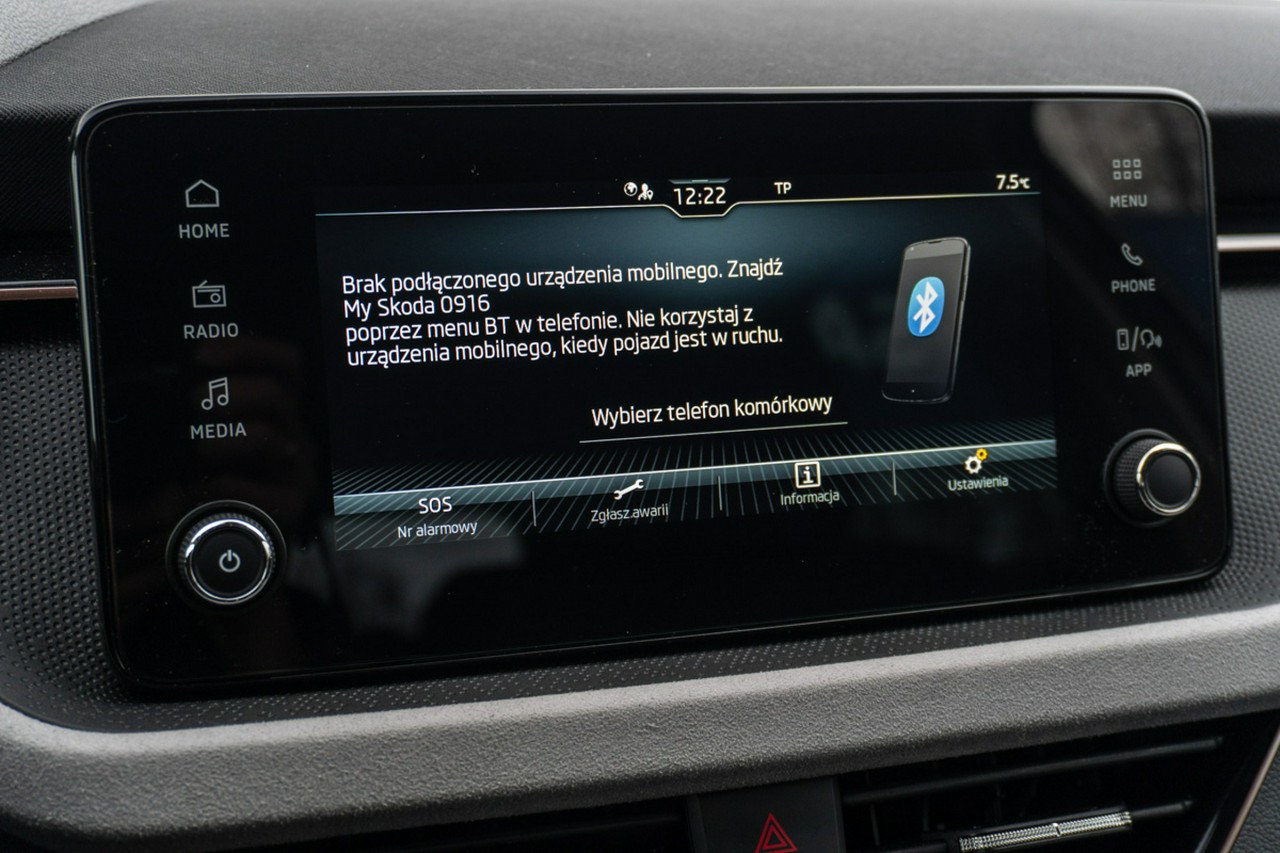 HOME
RADIO
MEDIA
12:22
TP
7.5°C
Brak podłączonego urządzenia mobilnego. Znajdź
My Skoda 0916
poprzez menu BT w telefonie. Nie korzystaj z
urządzenia mobilnego, kiedy pojazd jest w ruchu.
Wybierz telefon komórkowy
SOS
Nr alarmowy
Zgłasz.awarii
i
Informacja
Ustawienia
MENU
PHONE
APP